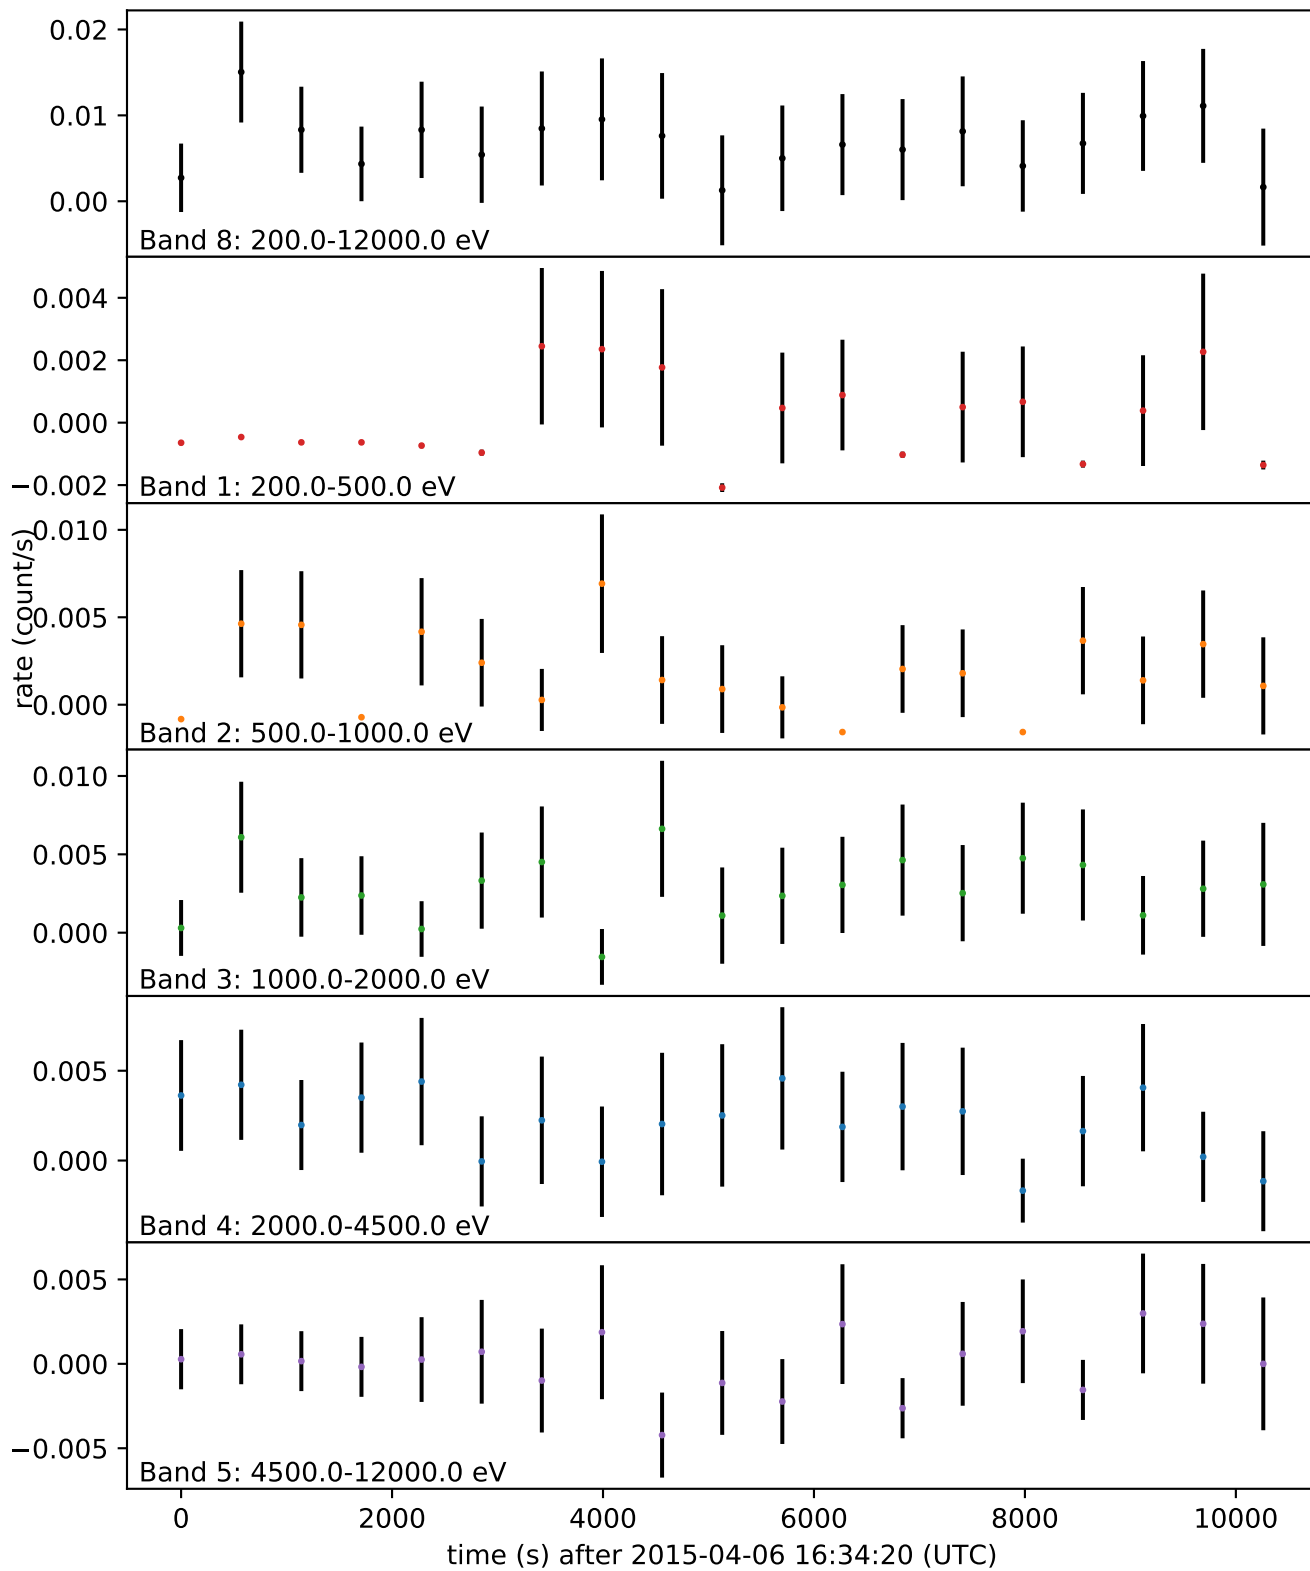 0.02
0.01
0.00
Band 8: 200.0-12000.0 eV
0.004
0.002
0.000
−0.002
Band 1: 200.0-500.0 eV
rate (count/s)
0.010
0.005
0.000
Band 2: 500.0-1000.0 eV
0.010
0.005
0.000
Band 3: 1000.0-2000.0 eV
0.005
0.000
Band 4: 2000.0-4500.0 eV
0.005
0.000
−0.005
Band 5: 4500.0-12000.0 eV
0 2000 4000 6000 8000 10000
time (s) after 2015-04-06 16:34:20 (UTC)